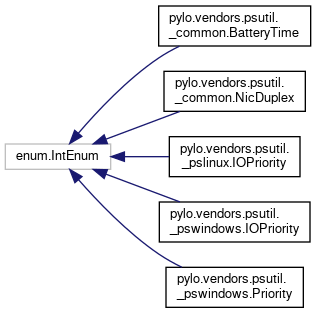 pylo.vendors.psutil.
_common.BatteryTime
pylo.vendors.psutil.
_common.NicDuplex
enum.IntEnum
pylo.vendors.psutil.
_pslinux.IOPriority
pylo.vendors.psutil.
_pswindows.IOPriority
pylo.vendors.psutil.
_pswindows.Priority